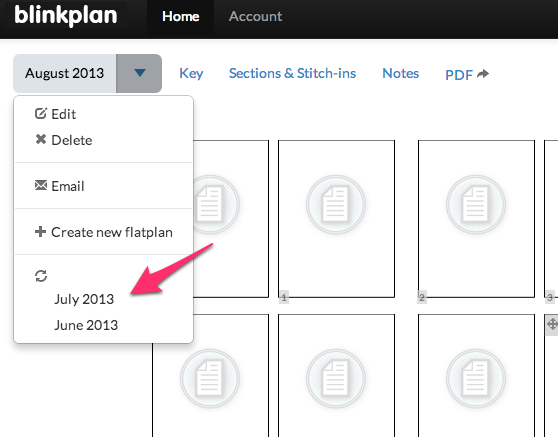 blinkplan Home Account
August 2013 Key Sections & Stitch-ins Notes PDF
Edit
Delete
Email
Create new flatplan
July 2013
June 2013
1 2 3